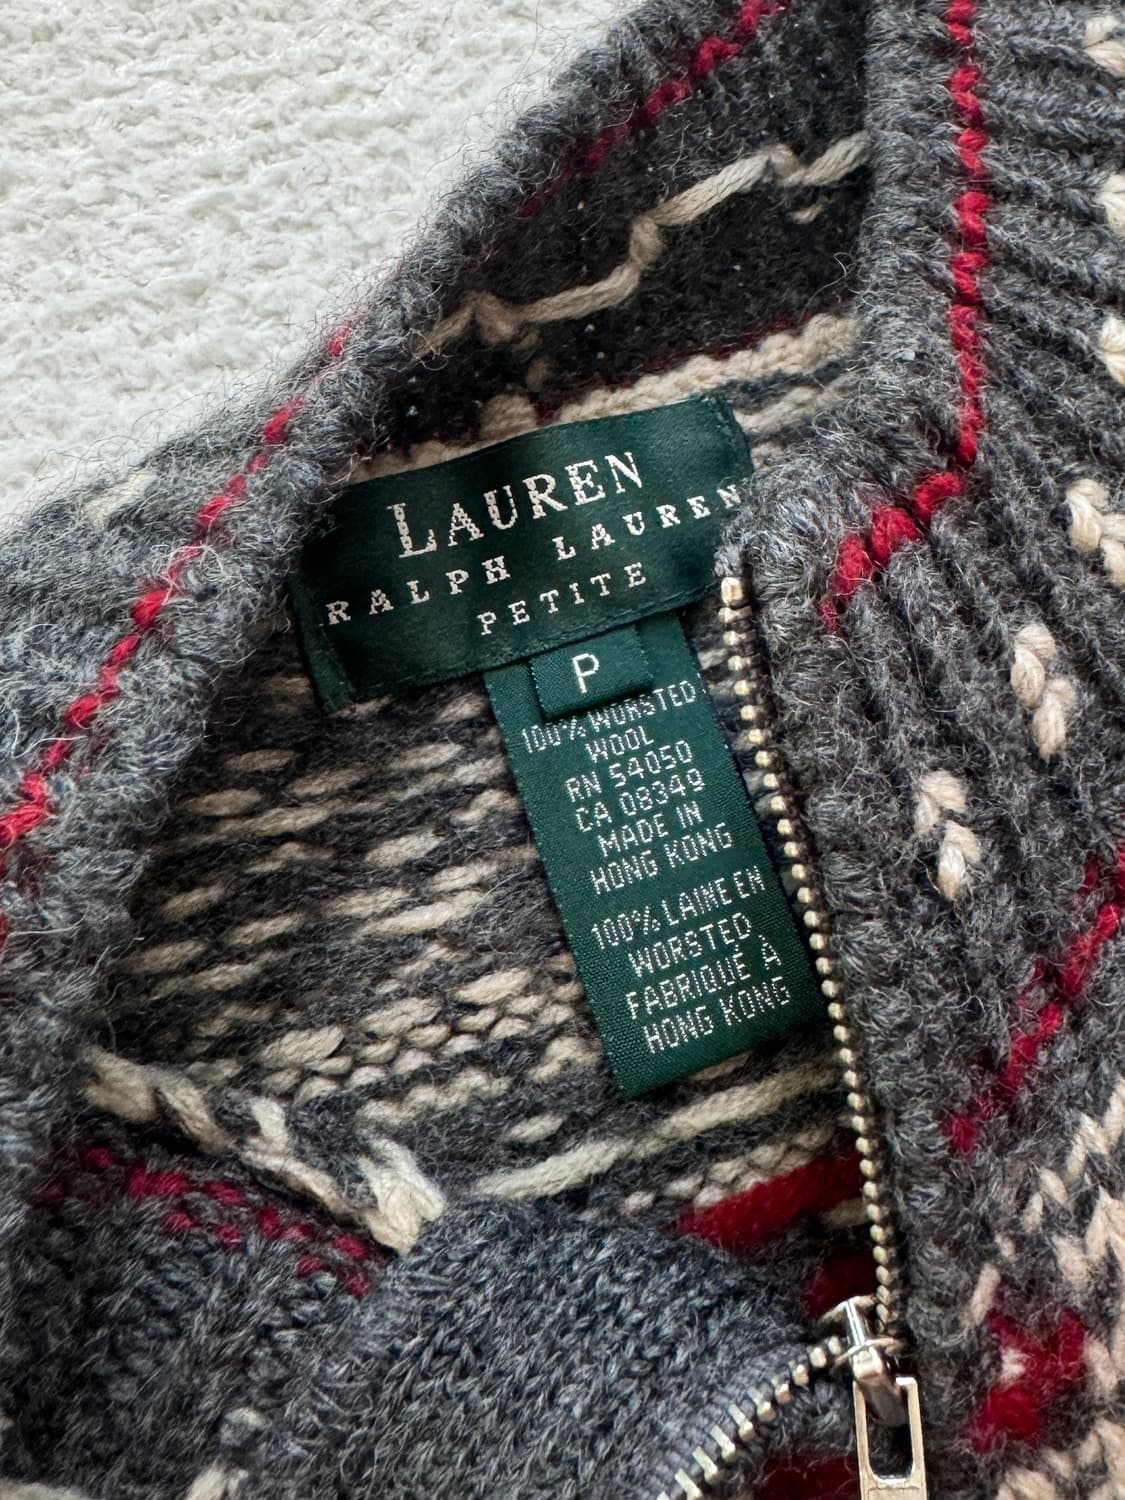 LAUREN
RALPH LAUREN
PETITE
P
100% WORSTED
WOOL
RN 54050
CA 08349
MADE IN
HONG KONG
100% LAINE EN
WORSTED
FABRIQUÉ À
HONG KONG